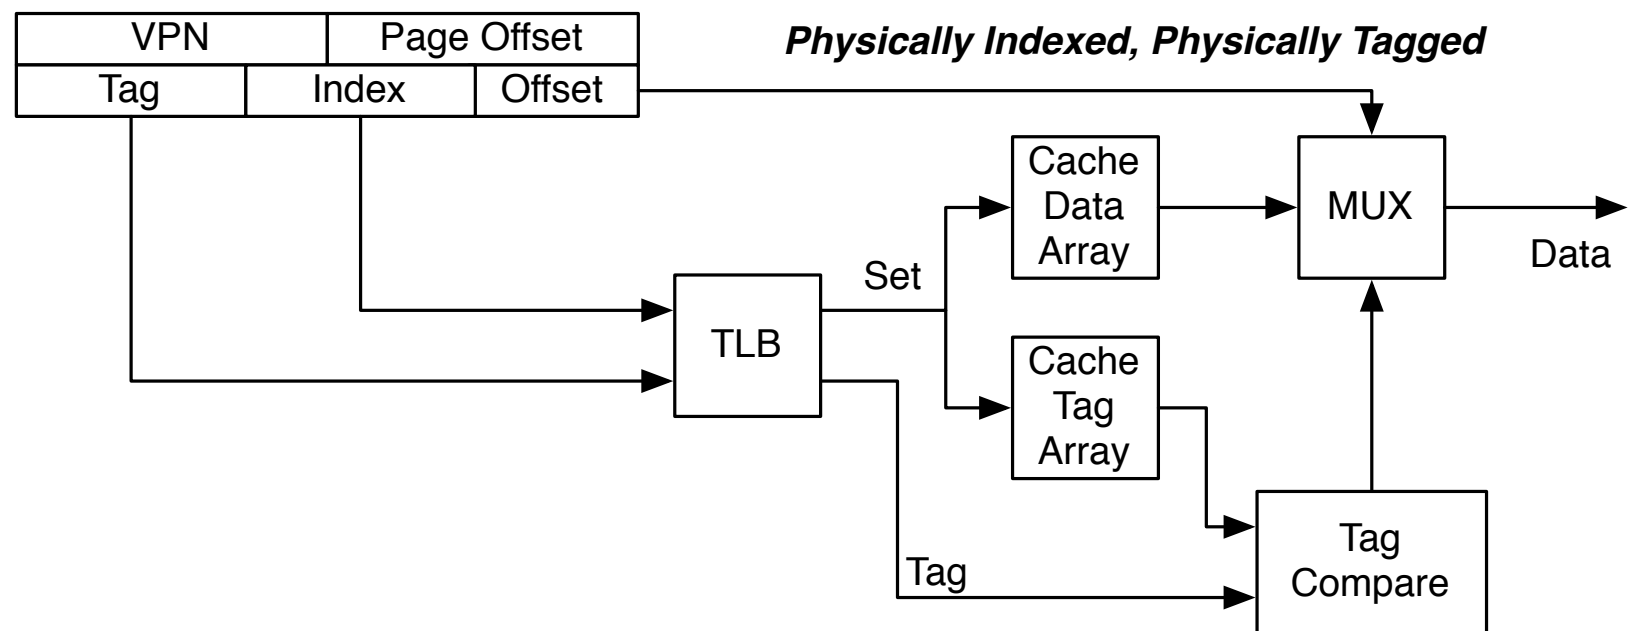 VPN Page Offset
Physically Indexed, Physically Tagged
Tag Index Offset
Cache
Data
Array
MUX
Data
Set
TLB
Cache
Tag
Array
Tag
Tag
Compare